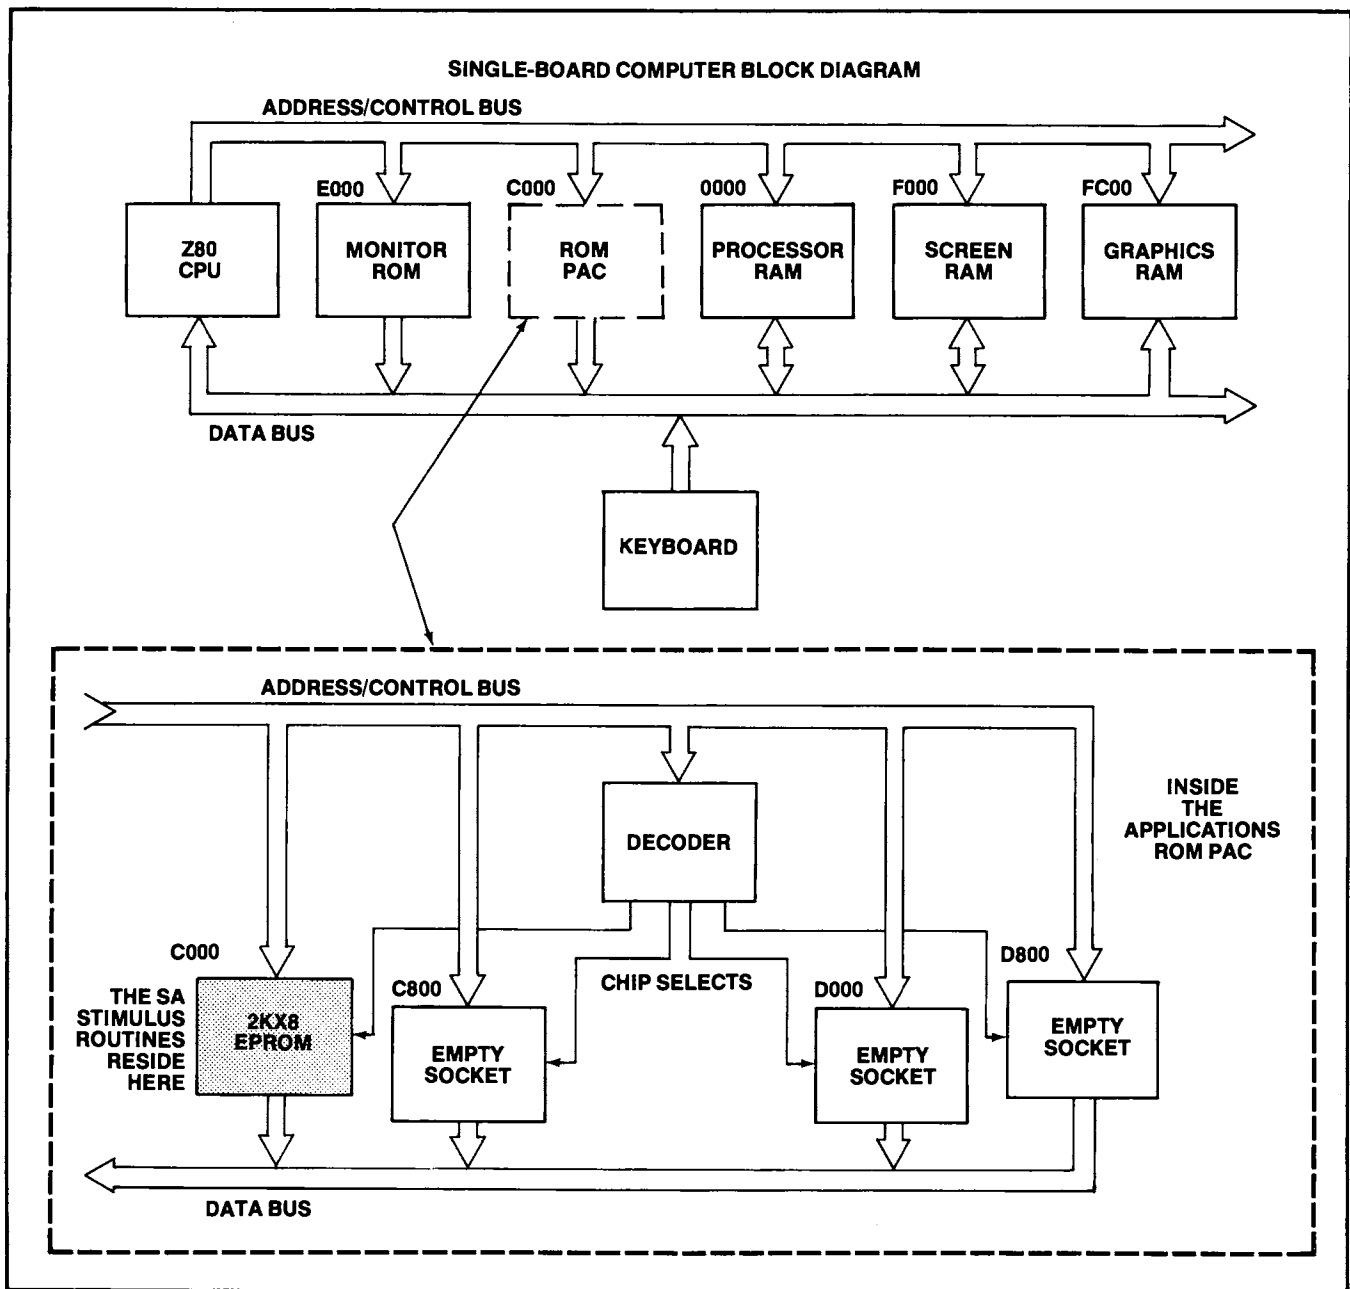 SINGLE-BOARD COMPUTER BLOCK DIAGRAM
ADDRESS/CONTROL BUS
E000
C000
0000
F000
FC00
Z80
CPU
MONITOR
ROM
ROM
PAC
PROCESSOR
RAM
SCREEN
RAM
GRAPHICS
RAM
DATA BUS
KEYBOARD
ADDRESS/CONTROL BUS
INSIDE
THE
APPLICATIONS
ROM PAC
DECODER
C000
C800
CHIP SELECTS
D000
D800
THE SA
STIMULUS
ROUTINES
RESIDE
HERE
2KX8
EPROM
EMPTY
SOCKET
EMPTY
SOCKET
EMPTY
SOCKET
DATA BUS